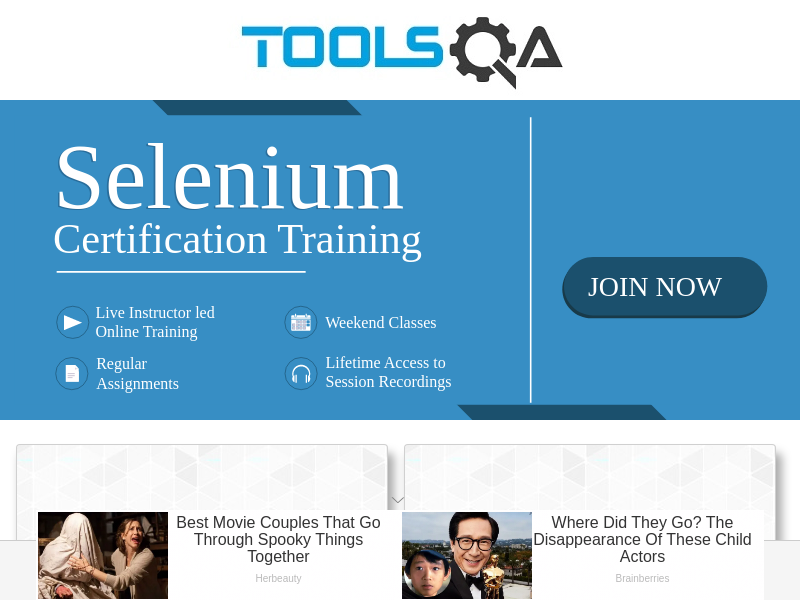 TOOLSQA
Selenium
Certification Training
JOIN NOW
Live Instructor led
Online Training
Weekend Classes
Regular
Assignments
Lifetime Access to
Session Recordings
Best Movie Couples That Go
Through Spooky Things
Together
Herbeauty
Where Did They Go? The
Disappearance Of These Child
Actors
Brainberries